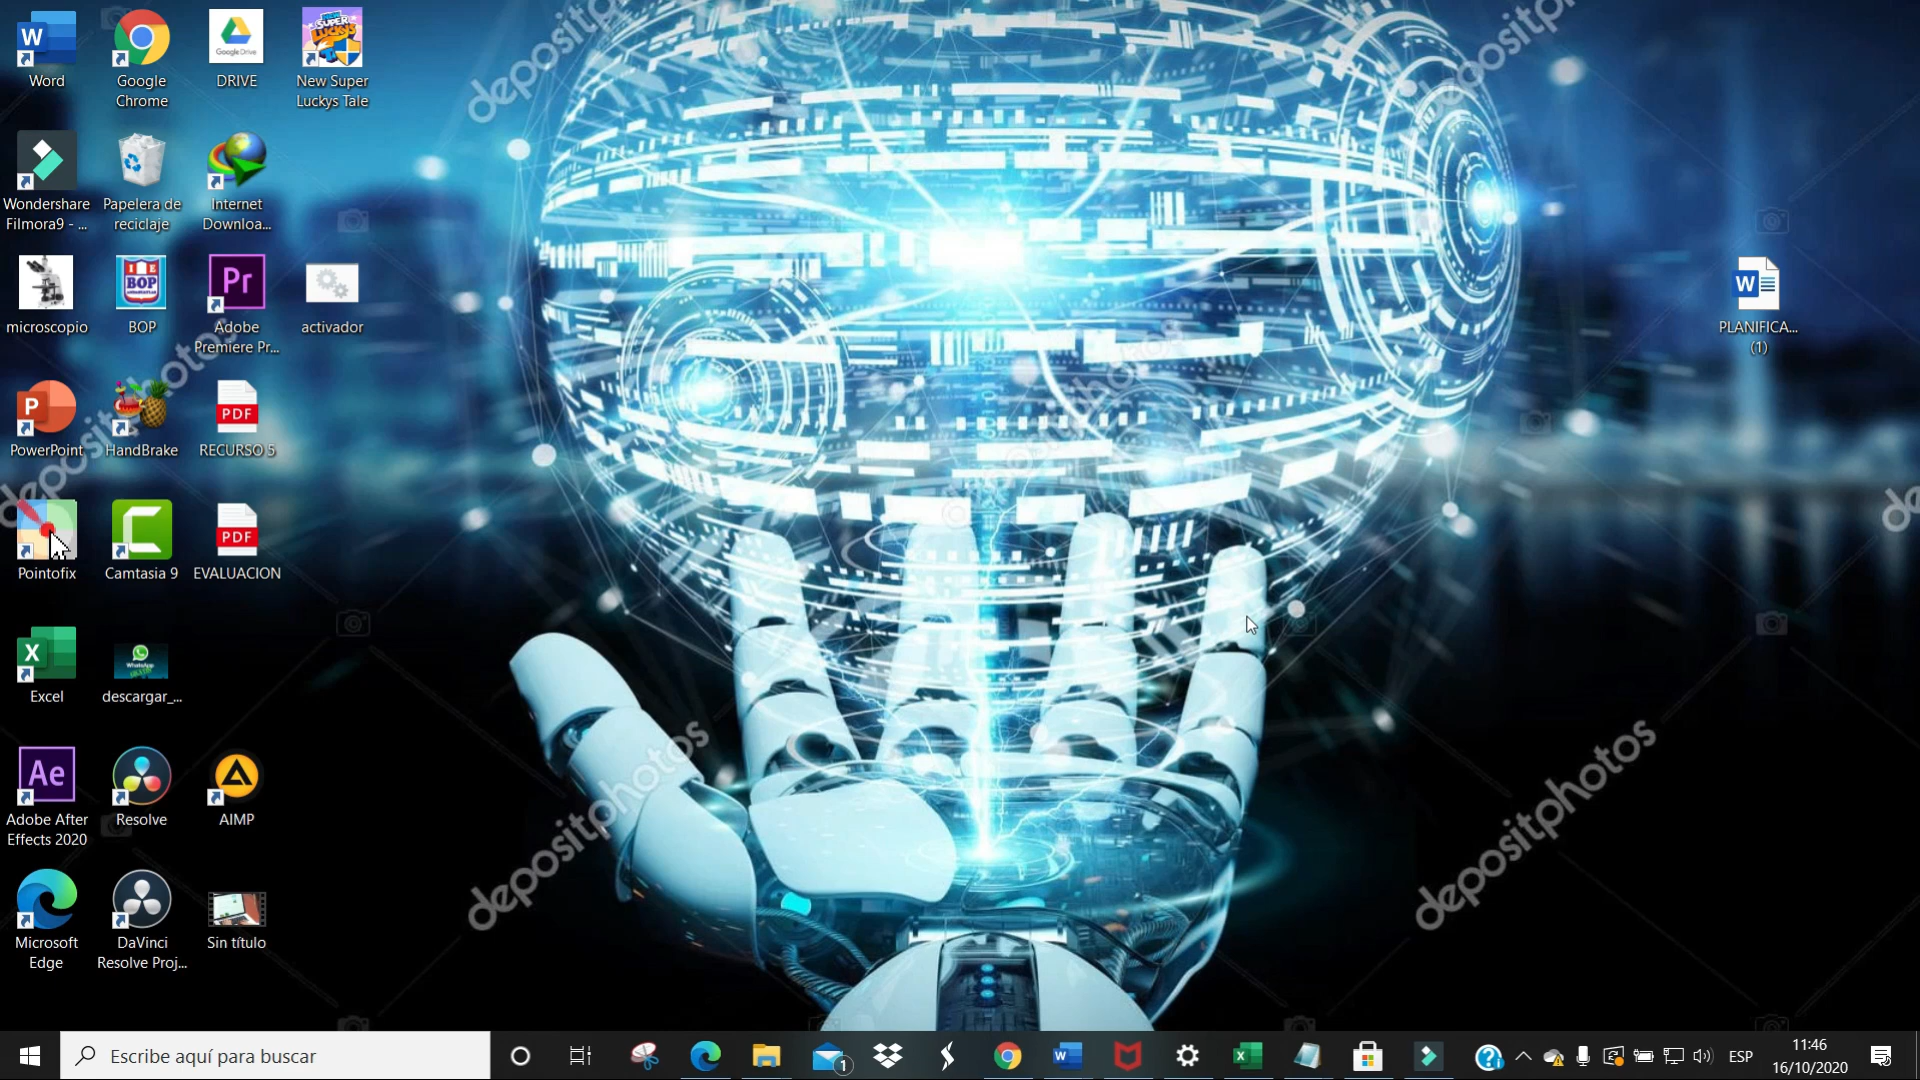 Word
Google
Chrome
DRIVE
New Super
Luckys Tale
Wondershare
Filmora9 - ...
Papelera de
reciclaje
Internet
Downloa...
microscopio
BOP
Adobe
Premiere Pr...
activador
PLANIFICA...
(1)
PowerPoint
HandBrake
PDF
RECURSO 5
Pointofix
Camtasia 9
PDF
EVALUACION
Excel
descargar_...
Adobe After
Effects 2020
Resolve
AIMP
Microsoft
Edge
DaVinci
Resolve Proj...
Sin título
depositphotos
depositphotos
Escribe aquí para buscar
1
ESP
11:46
16/10/2020